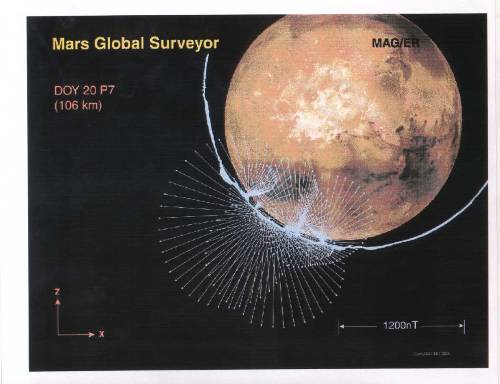 Mars Global Surveyor
MAG/ER
DOY 20 P7
(106 km)
Z
X
1200nT